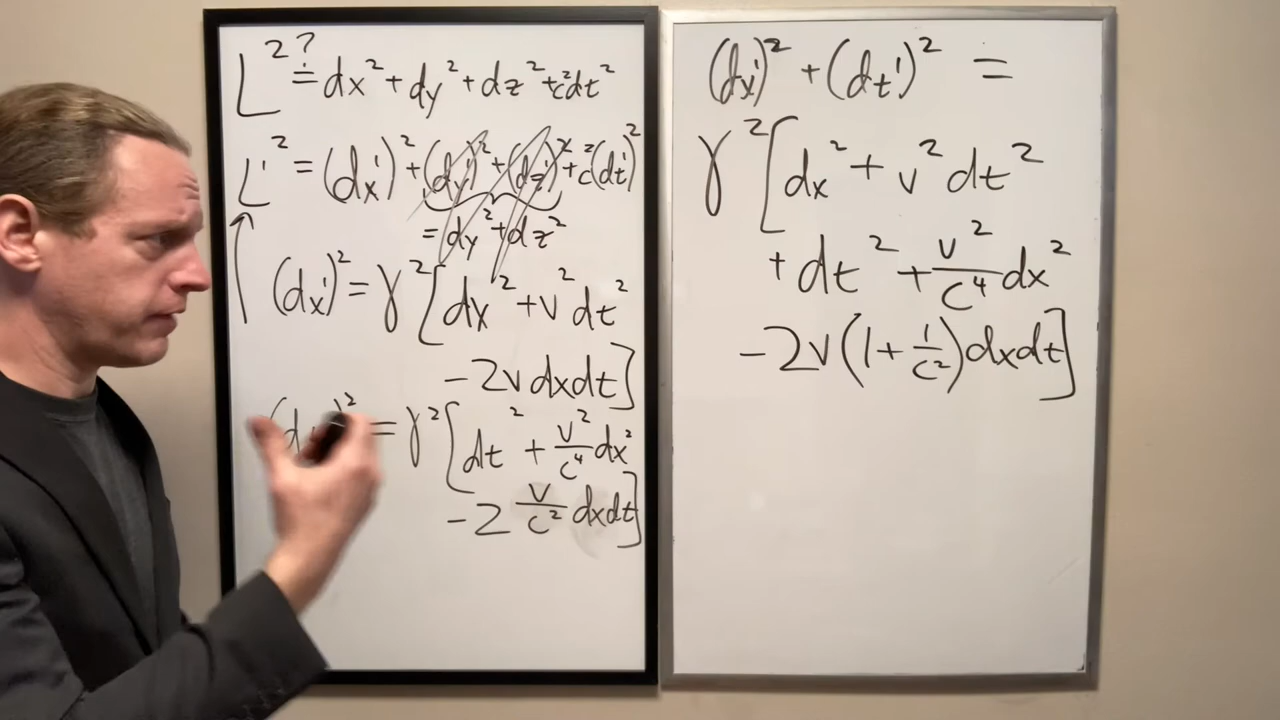 L² ?= dx² + dy² + dz² + c²dt²
L'² = (dx')² + (dy')² + (dz')² + c²(dt')²
= dy² + dz²
(dx')² = γ² [dx² + v²dt²
- 2v dxdt]
= γ² [dt² + v²/c⁴ dx²
- 2 v/c² dxdt]
(dx')² + (dt')² =
γ² [dx² + v²dt²
+ dt² + v²/c⁴ dx²
- 2v(1 + 1/c²)dxdt]